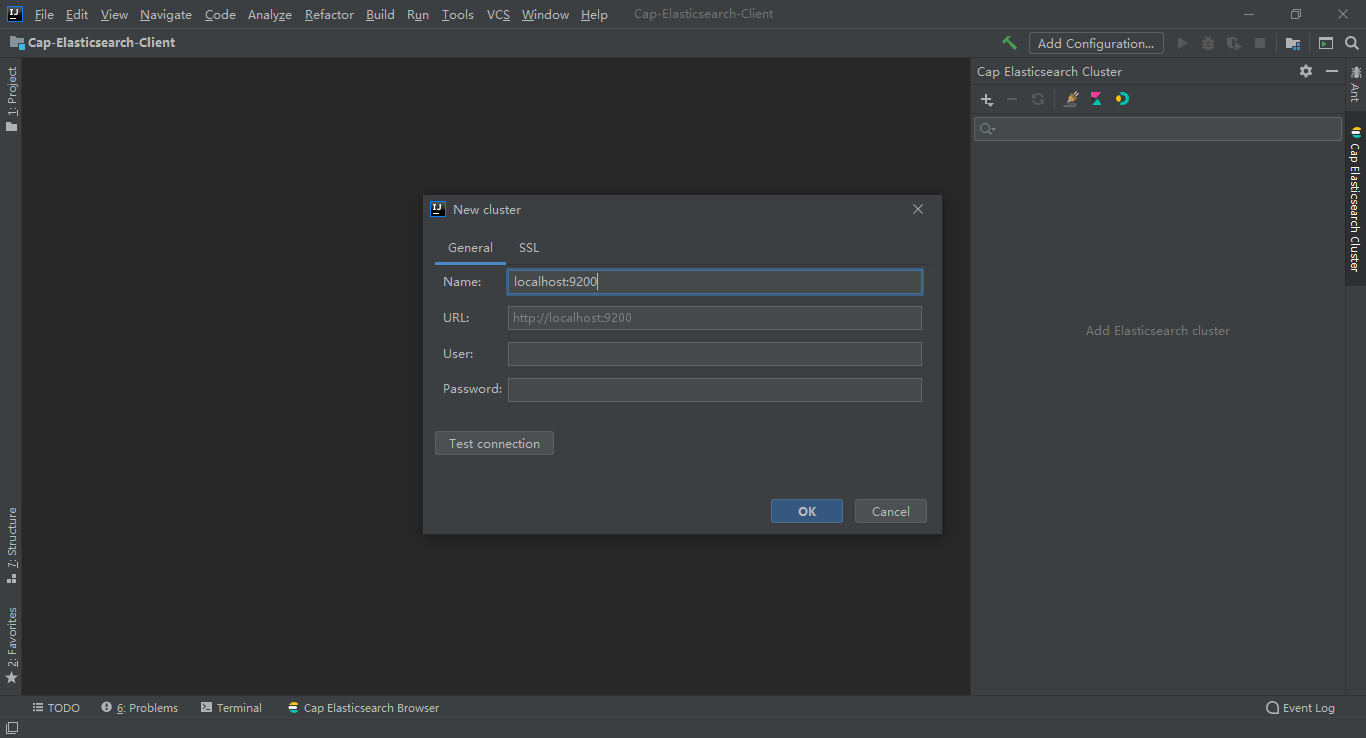 File Edit View Navigate Code Analyze Refactor Build Run Tools VCS Window Help Cap-Elasticsearch-Client
Cap-Elasticsearch-Client Add Configuration...
1: Project
7: Structure
2: Favorites
New cluster
General SSL
Name: localhost:9200
URL: http://localhost:9200
User:
Password:
Test connection
OK Cancel
Cap Elasticsearch Cluster
Add Elasticsearch cluster
Ant
Cap Elasticsearch Cluster
TODO 6: Problems Terminal Cap Elasticsearch Browser Event Log